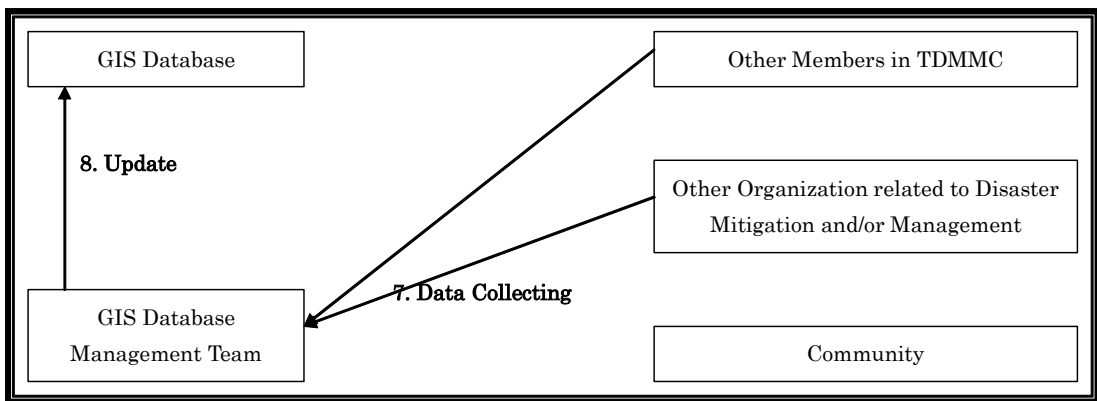 GIS Database
Other Members in TDMMC
8. Update
Other Organization related to Disaster
Mitigation and/or Management
7. Data Collecting
GIS Database
Management Team
Community